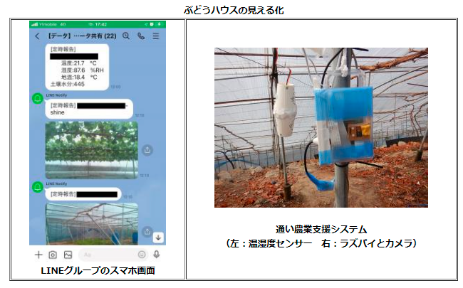 ぶどうハウスの見える化
17:42
【データ】…ータ共有 (22)
【定時報告】
温度:21.7 ℃
湿度:87.6 %RH
地温:18.4 ℃
土壌水分:445
LINE Notify
【定時報告】
shine
LINE Notify
【定時報告】
Aa
LINEグループのスマホ画面
通い農業支援システム
(左：温湿度センサー 右：ラズパイとカメラ)